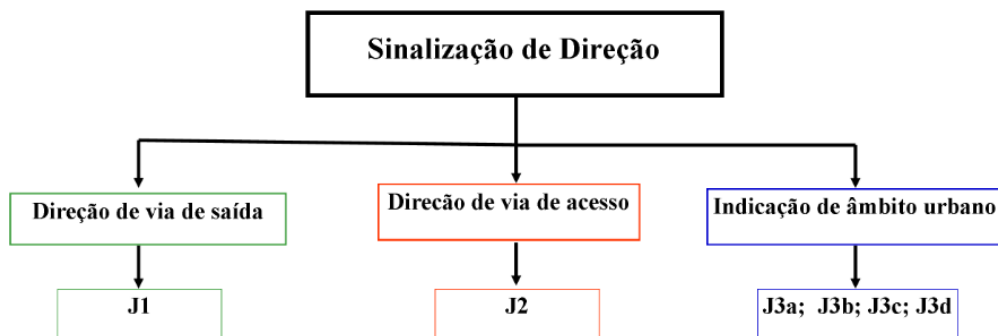 Sinalização de Direção
Direção de via de saída
Direcão de via de acesso
Indicação de âmbito urbano
J1
J2
J3a;  J3b; J3c; J3d